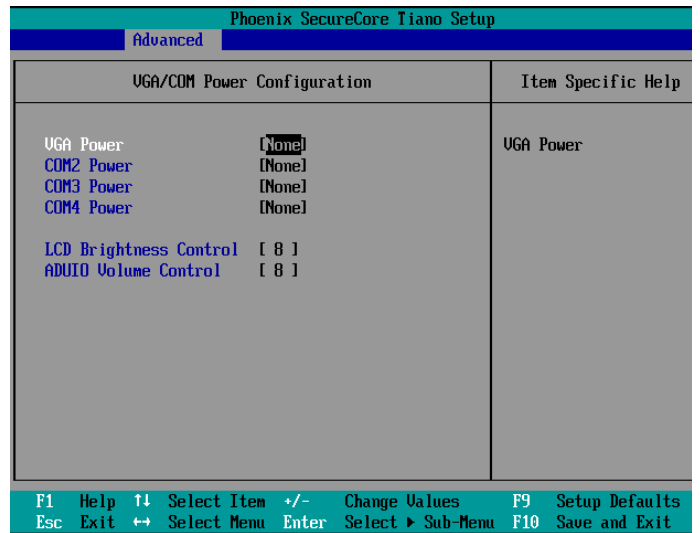 Phoenix SecureCore Tiano Setup
Advanced
VGA/COM Power Configuration
Item Specific Help
VGA Power [None]
VGA Power
COM2 Power [None]
COM3 Power [None]
COM4 Power [None]
LCD Brightness Control [ 8 ]
ADUIO Volume Control [ 8 ]
F1 Help ↑↓ Select Item +/- Change Values F9 Setup Defaults
Esc Exit ↔ Select Menu Enter Select ▶ Sub-Menu F10 Save and Exit